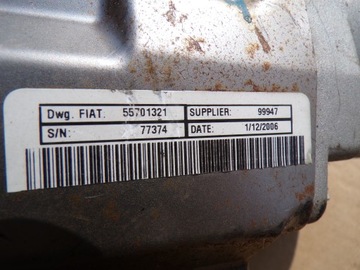 Dwg. FIAT. 55701321 SUPPLIER: 99947
S/N: 77374 DATE: 1/12/2006